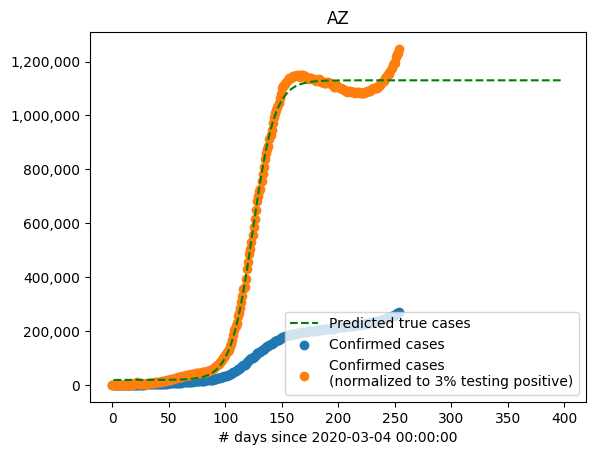 AZ
1,200,000
1,000,000
800,000
600,000
400,000
200,000
0
Predicted true cases
Confirmed cases
Confirmed cases
(normalized to 3% testing positive)
0 50 100 150 200 250 300 350 400
# days since 2020-03-04 00:00:00